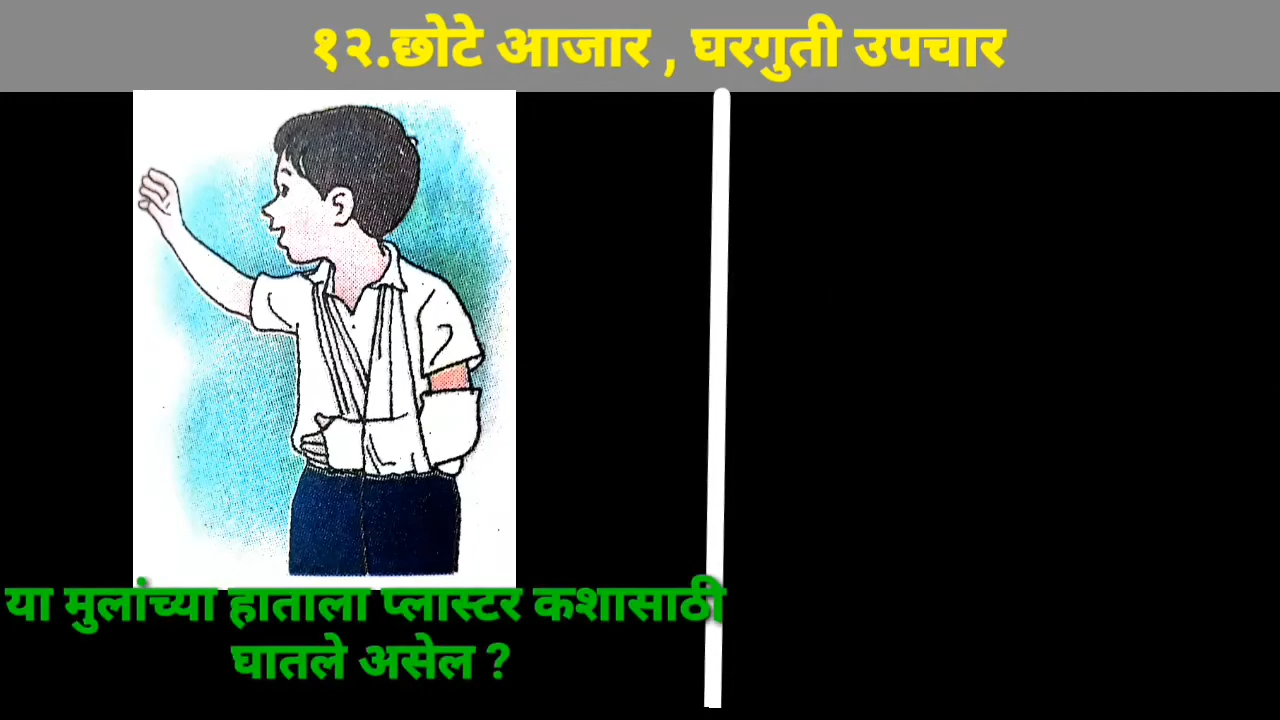 १२.छोटे आजार , घरगुती उपचार
या मुलांच्या हाताला प्लास्टर कशासाठी
घातले असेल ?